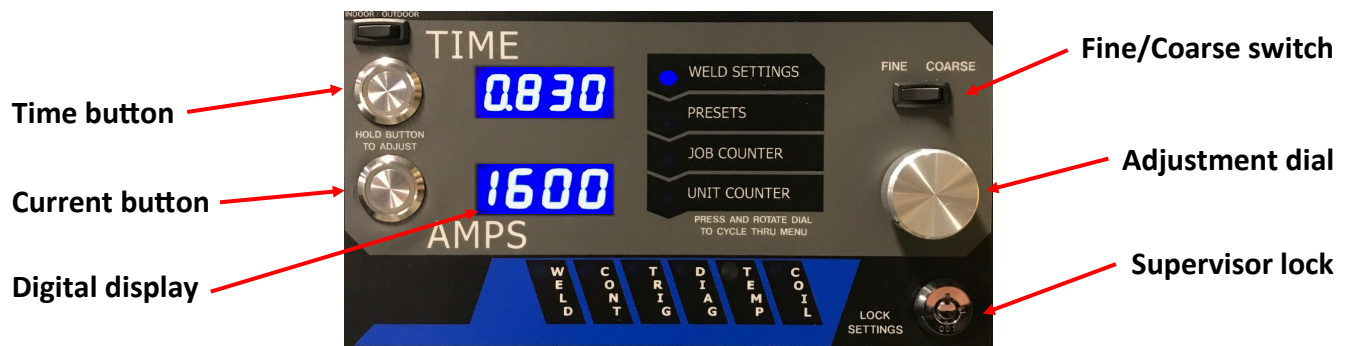 INDOOR - OUTDOOR
TIME
0.830
Time button
HOLD BUTTON
TO ADJUST
Current button
1600
AMPS
Digital display
WELD SETTINGS
PRESETS
JOB COUNTER
UNIT COUNTER
PRESS AND ROTATE DIAL
TO CYCLE THRU MENU
WELD
CONT
TRIG
DIAG
TEMP
COIL
FINE COARSE
Fine/Coarse switch
Adjustment dial
Supervisor lock
LOCK
SETTINGS
001